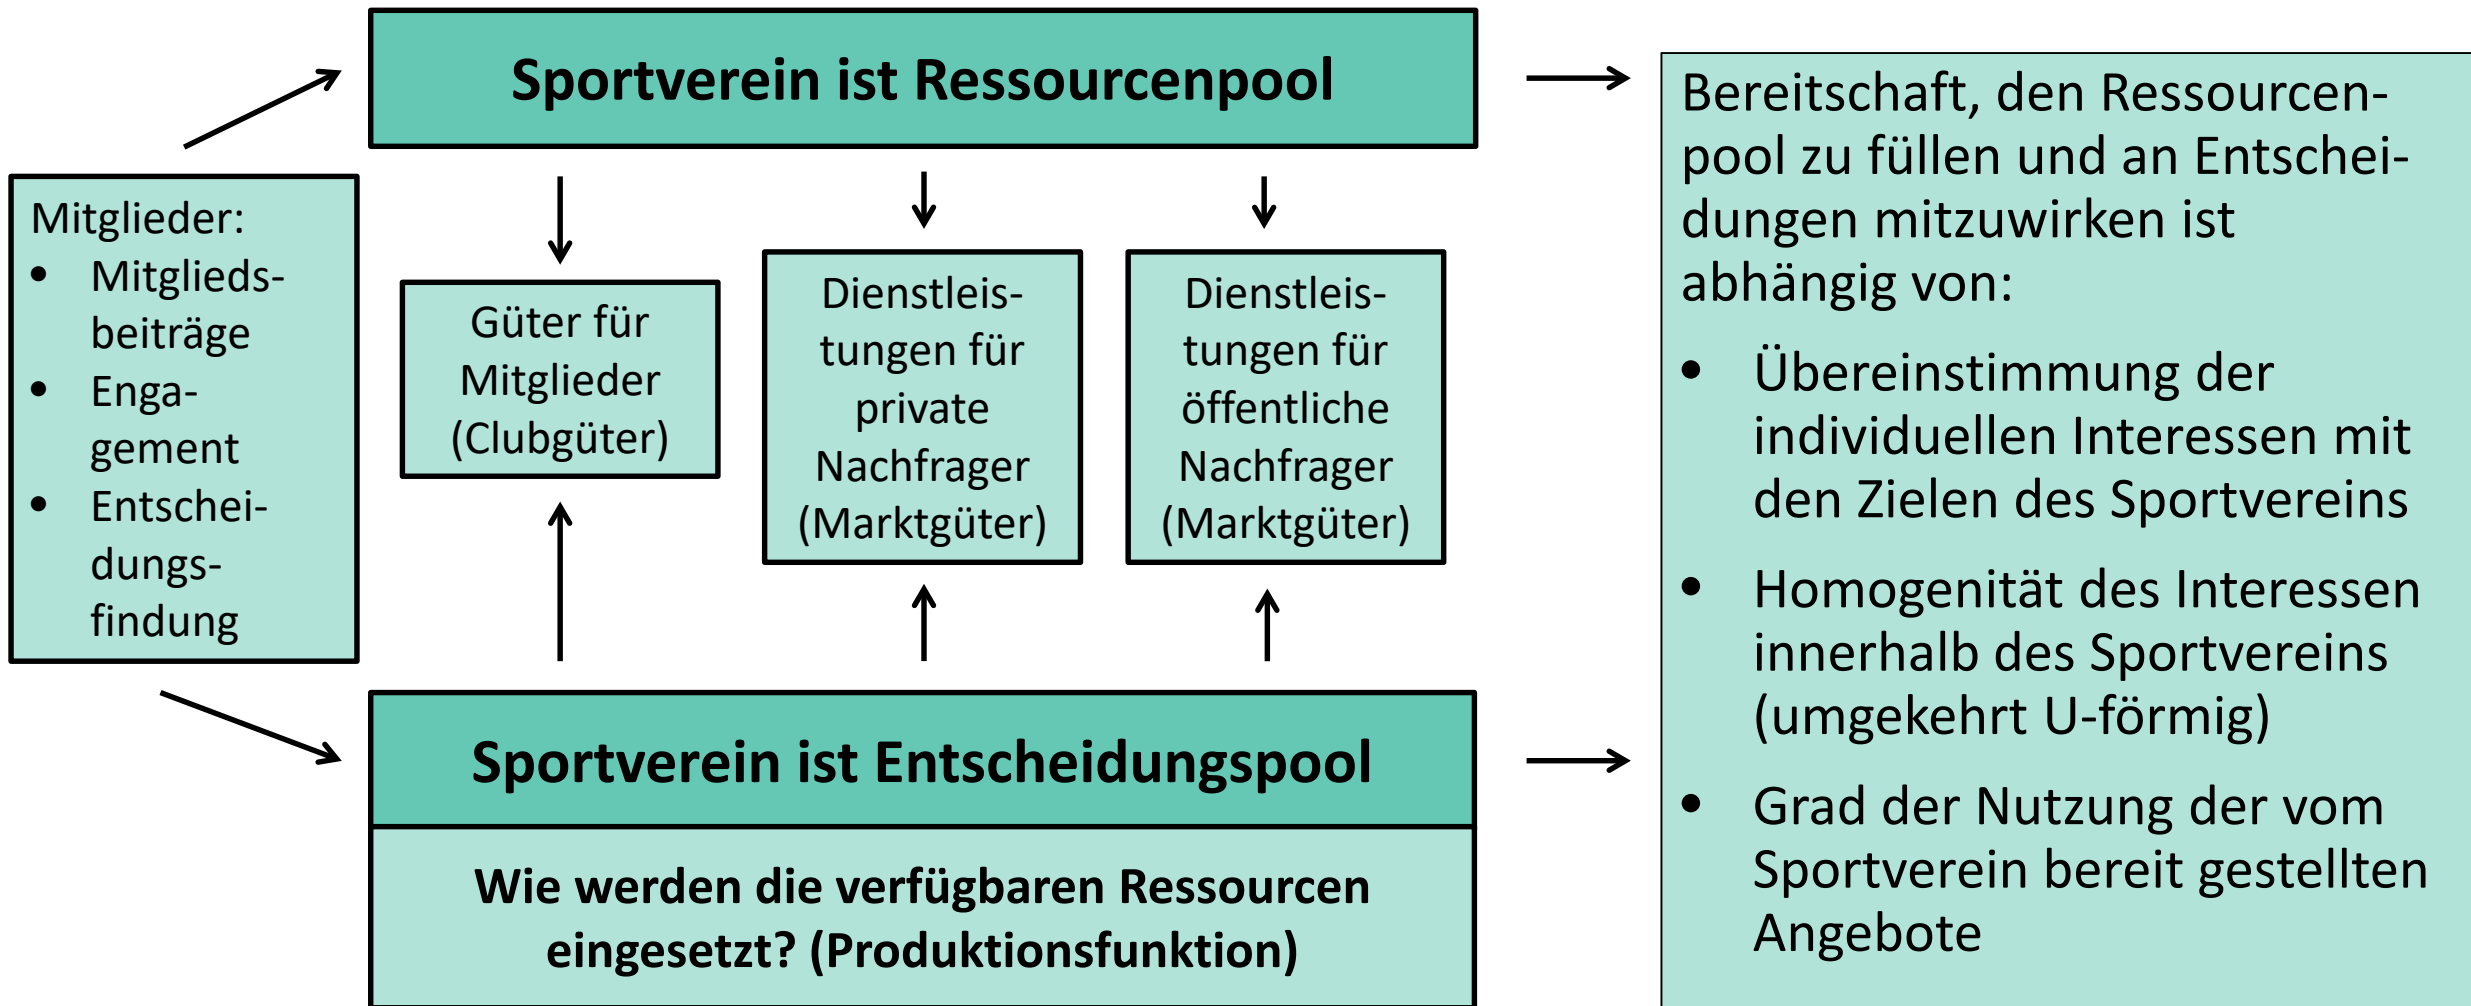 Sportverein ist Ressourcenpool
Mitglieder:
• Mitglieds-
beiträge
• Enga-
gement
• Entschei-
dungs-
findung
Güter für
Mitglieder
(Clubgüter)
Dienstleis-
tungen für
private
Nachfrager
(Marktgüter)
Dienstleis-
tungen für
öffentliche
Nachfrager
(Marktgüter)
Sportverein ist Entscheidungspool
Wie werden die verfügbaren Ressourcen
eingesetzt? (Produktionsfunktion)
Bereitschaft, den Ressourcen-
pool zu füllen und an Entschei-
dungen mitzuwirken ist
abhängig von:
• Übereinstimmung der
individuellen Interessen mit
den Zielen des Sportvereins
• Homogenität des Interessen
innerhalb des Sportvereins
(umgekehrt U-förmig)
• Grad der Nutzung der vom
Sportverein bereit gestellten
Angebote